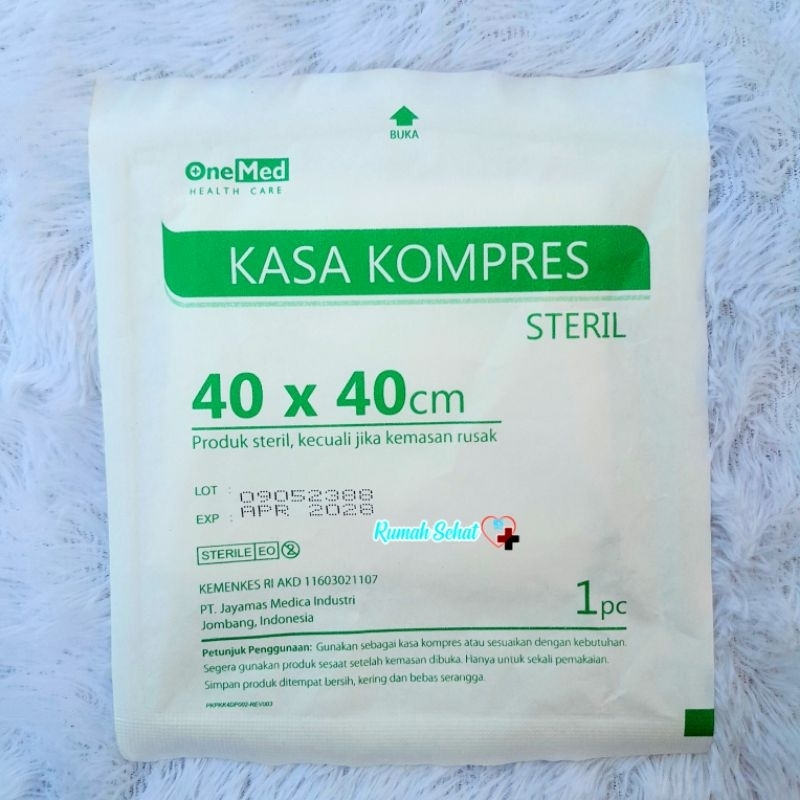 BUKA
OneMed
HEALTH CARE
KASA KOMPRES
STERIL
40 x 40cm
Produk steril, kecuali jika kemasan rusak
LOT : 09052388
EXP : APR 2028
Rumah Sehat
STERILE EO 2
KEMENKES RI AKD 11603021107
PT. Jayamas Medica Industri
Jombang, Indonesia
1pc
Petunjuk Penggunaan: Gunakan sebagai kasa kompres atau sesuaikan dengan kebutuhan.
Segera gunakan produk sesaat setelah kemasan dibuka. Hanya untuk sekali pemakaian.
Simpan produk ditempat bersih, kering dan bebas serangga.
PKPKK4DP002-REV003